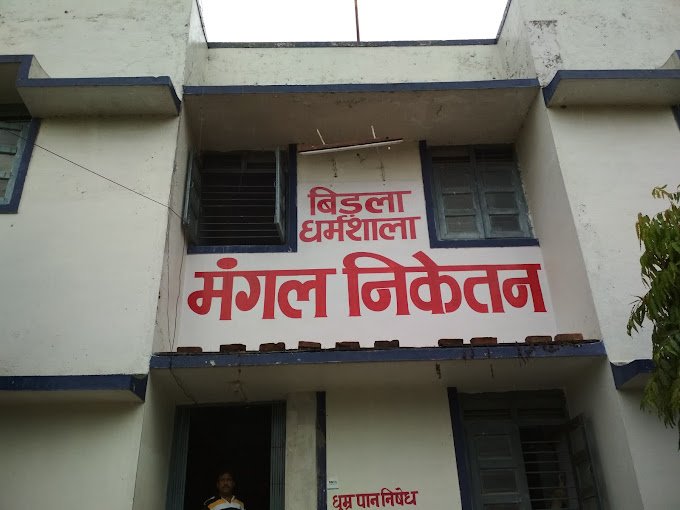 बिड़ला
धर्मशाला
मंगल निकेतन
धुम्र पान निषेध